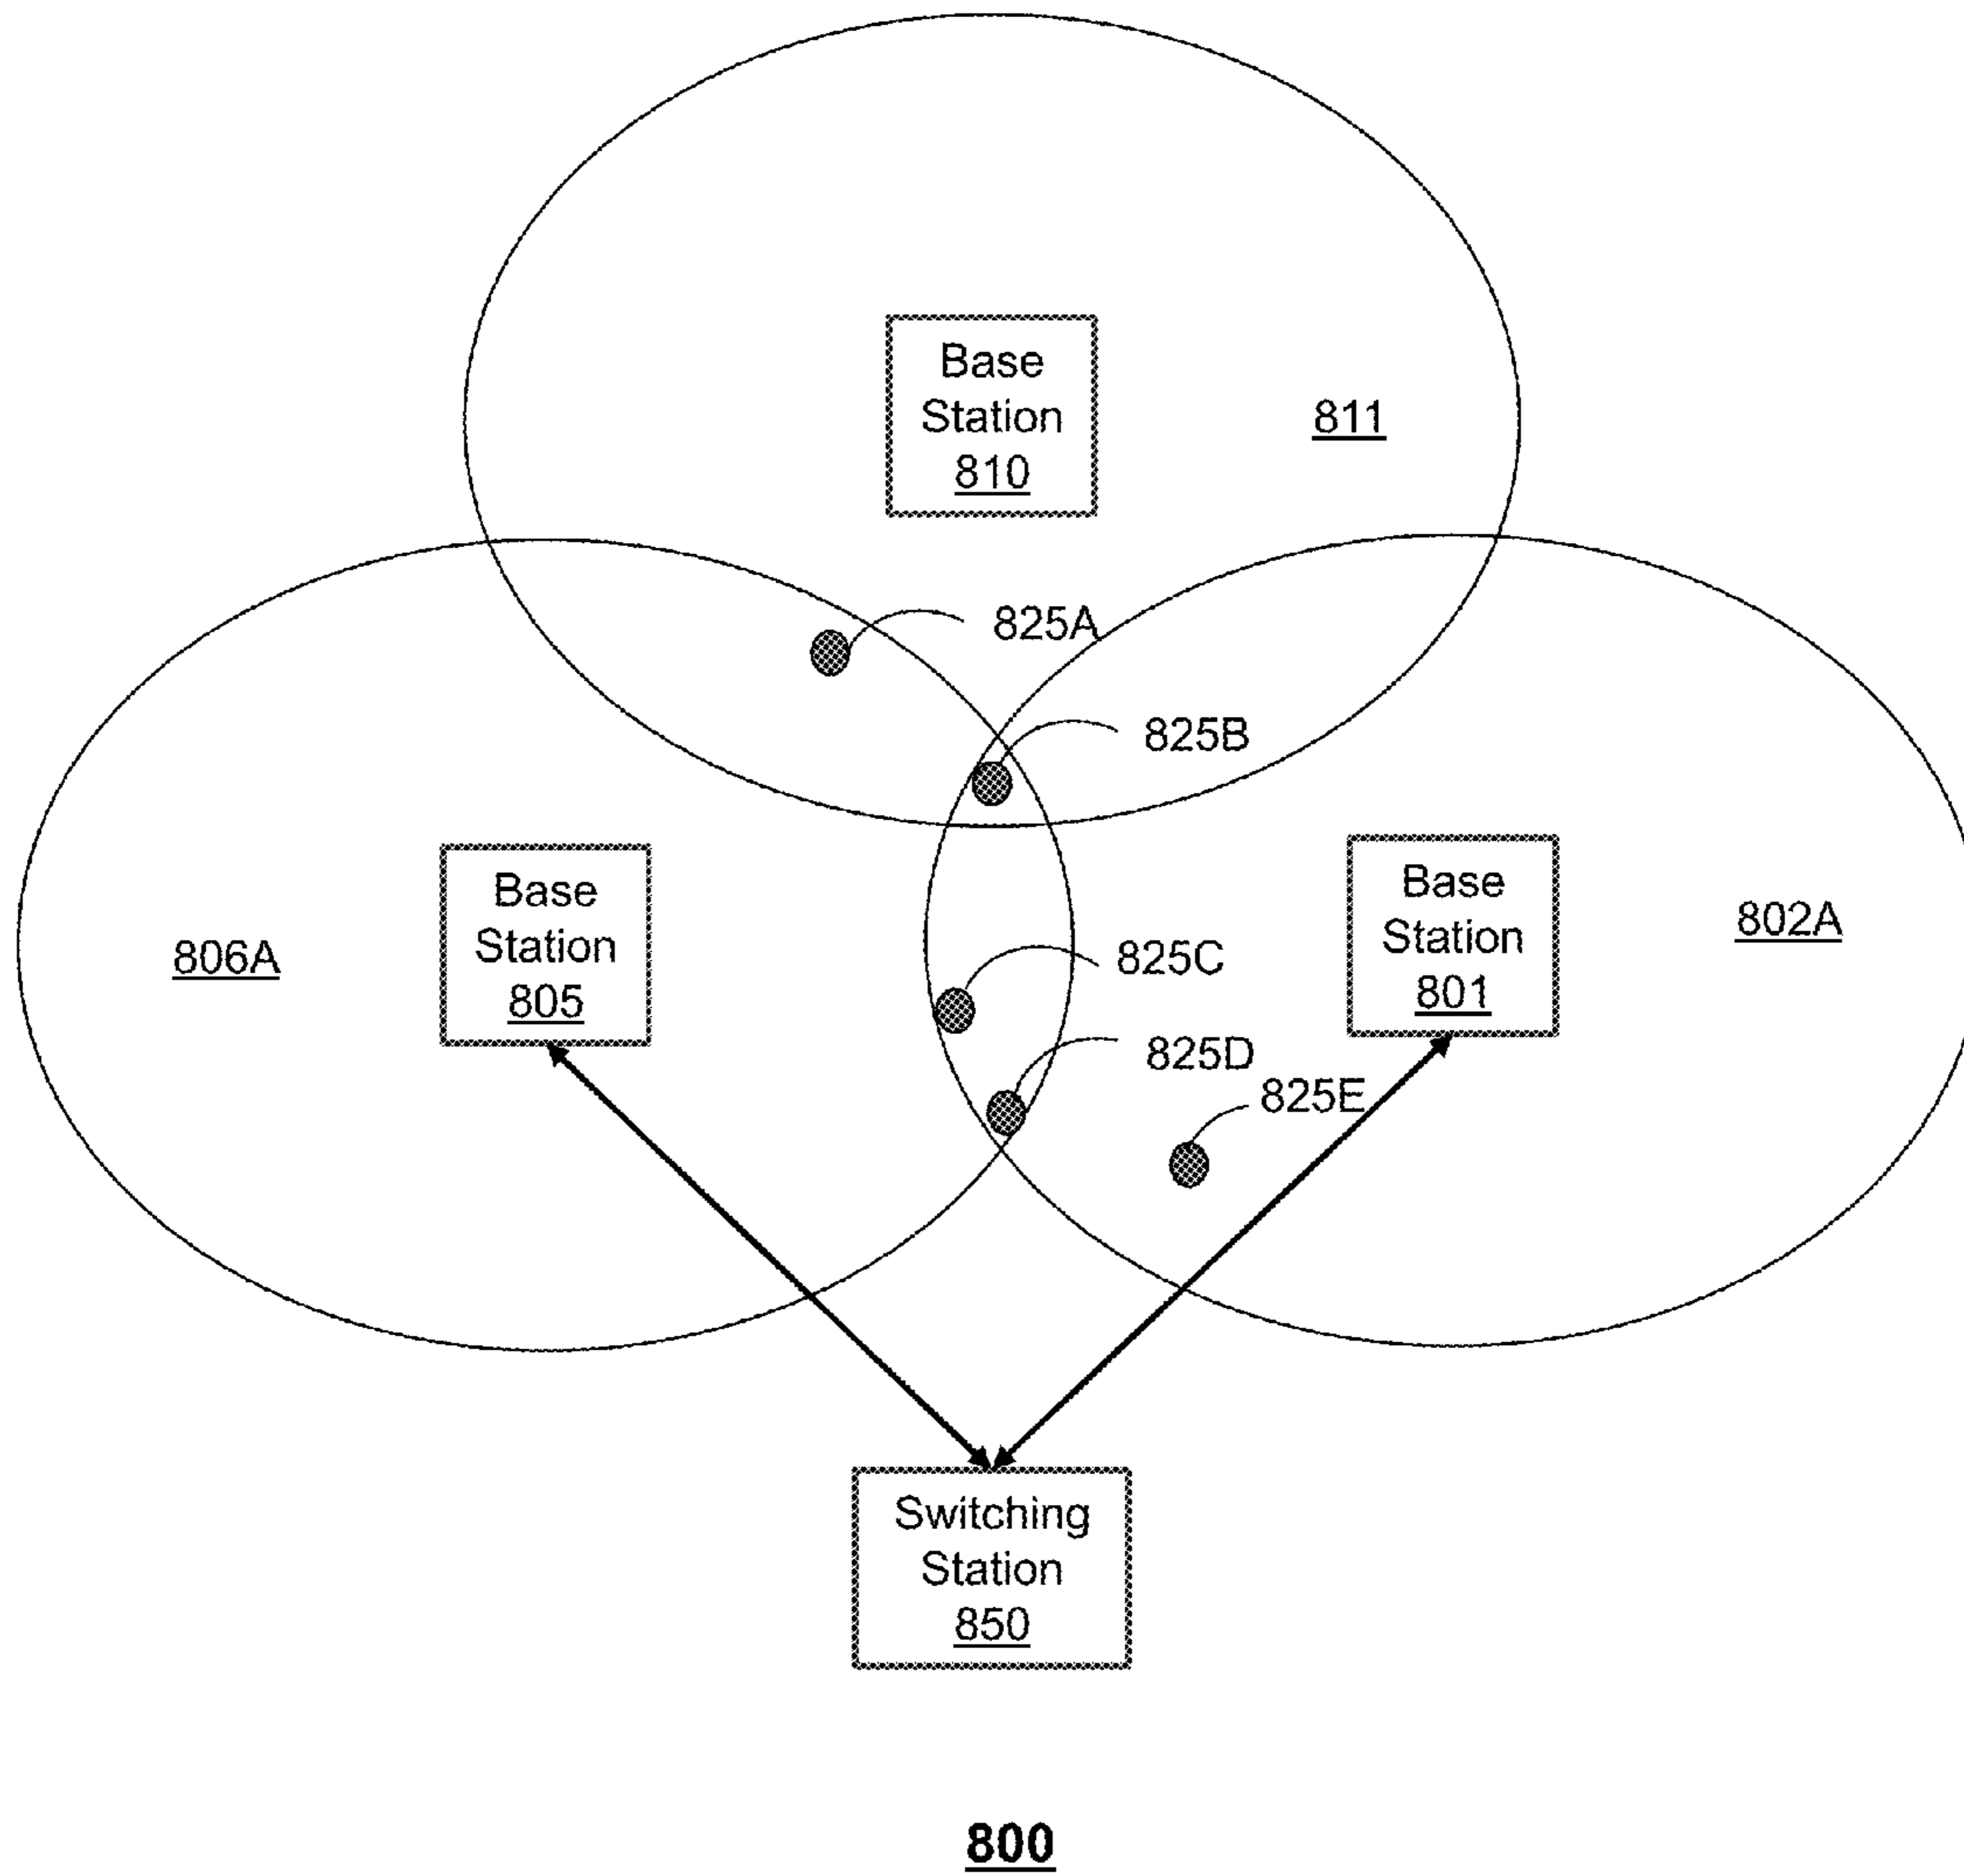 Base
Station
810
811
825A
825B
Base
Station
805
806A
Base
Station
801
802A
825C
825D
825E
Switching
Station
850
800